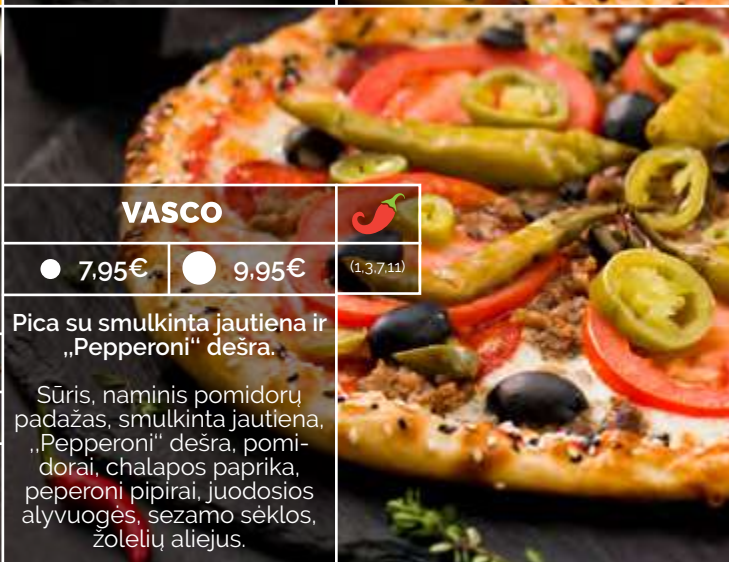 VASCO
7,95€ 9,95€ (1,3,7,11)
Pica su smulkinta jautiena ir
,,Pepperoni“ dešra.
Sūris, naminis pomidorų
padažas, smulkinta jautiena,
,,Pepperoni“ dešra, pomi-
dorai, chalapos paprika,
peperoni pipirai, juodosios
alyvuogės, sezamo sėklos,
žolelių aliejus.